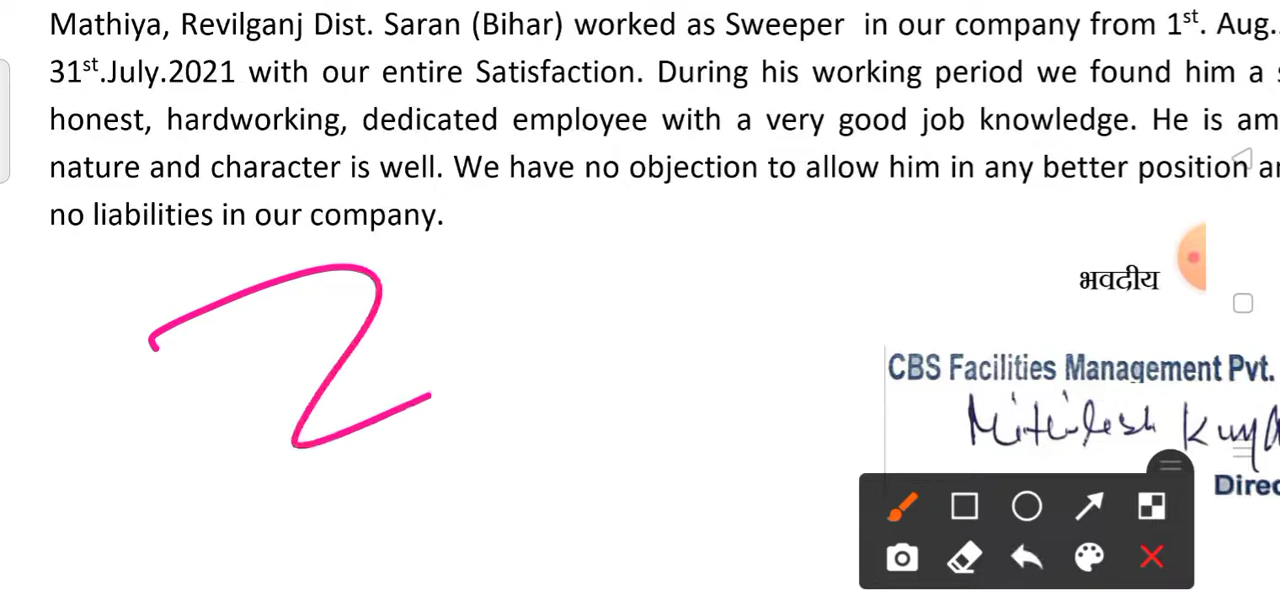 Mathiya, Revilganj Dist. Saran (Bihar) worked as Sweeper in our company from 1st. Aug.
31st.July.2021 with our entire Satisfaction. During his working period we found him a
honest, hardworking, dedicated employee with a very good job knowledge. He is am
nature and character is well. We have no objection to allow him in any better position
no liabilities in our company.
भवदीय
CBS Facilities Management Pvt.
Mithilesh